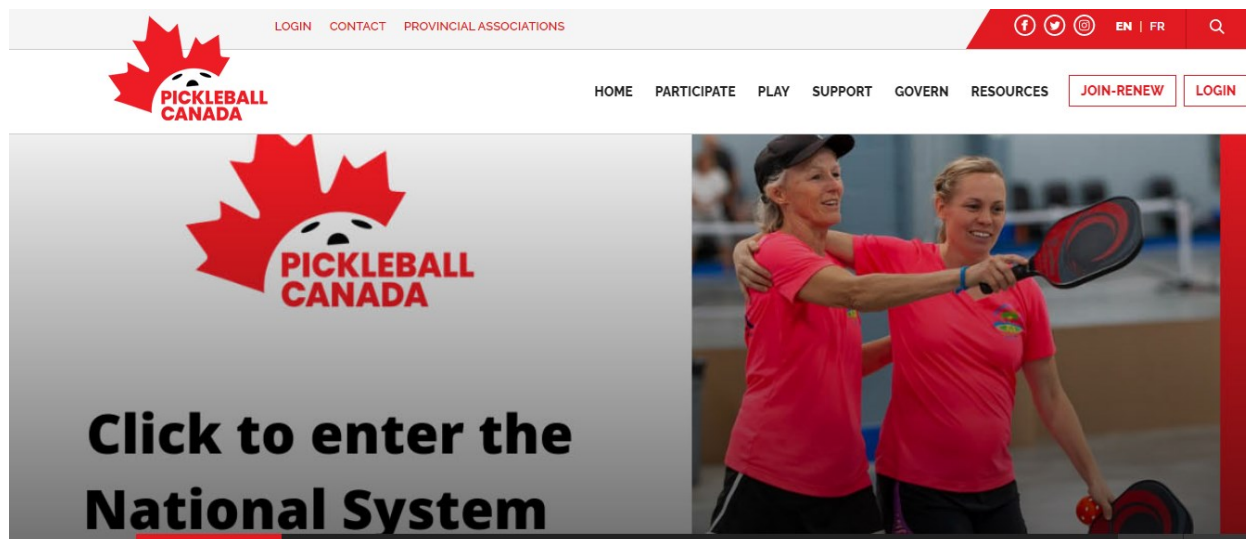 LOGIN CONTACT PROVINCIAL ASSOCIATIONS
EN | FR
PICKLEBALL
CANADA
HOME PARTICIPATE PLAY SUPPORT GOVERN RESOURCES JOIN-RENEW LOGIN
PICKLEBALL
CANADA
Click to enter the
National System